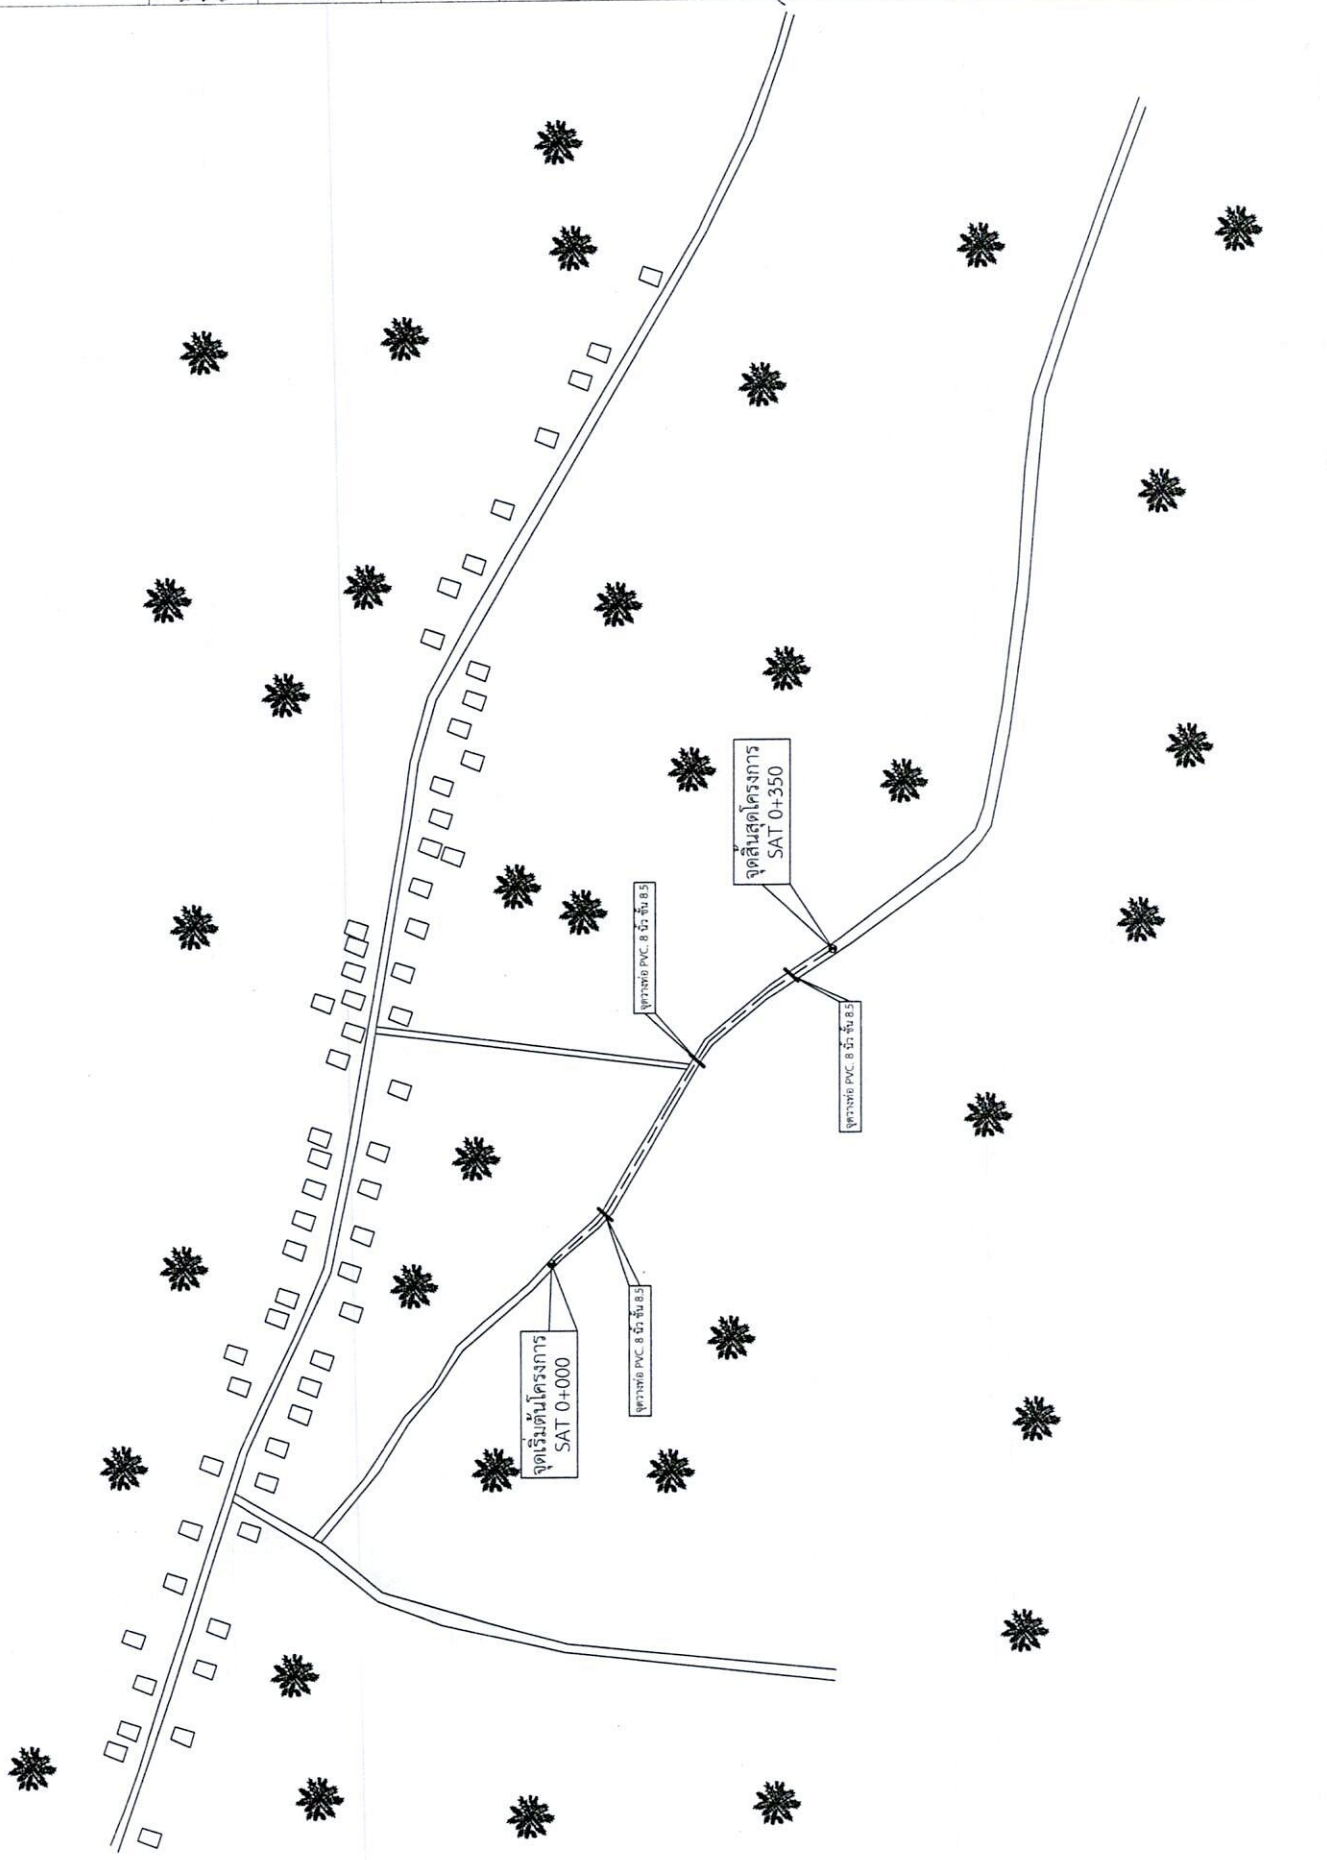 จุดเริ่มต้นโครงการ
SAT 0+000
จุดวางท่อ PVC. 8 นิ้ว ชั้น 8.5
จุดวางท่อ PVC. 8 นิ้ว ชั้น 8.5
จุดวางท่อ PVC. 8 นิ้ว ชั้น 8.5
จุดสิ้นสุดโครงการ
SAT 0+350